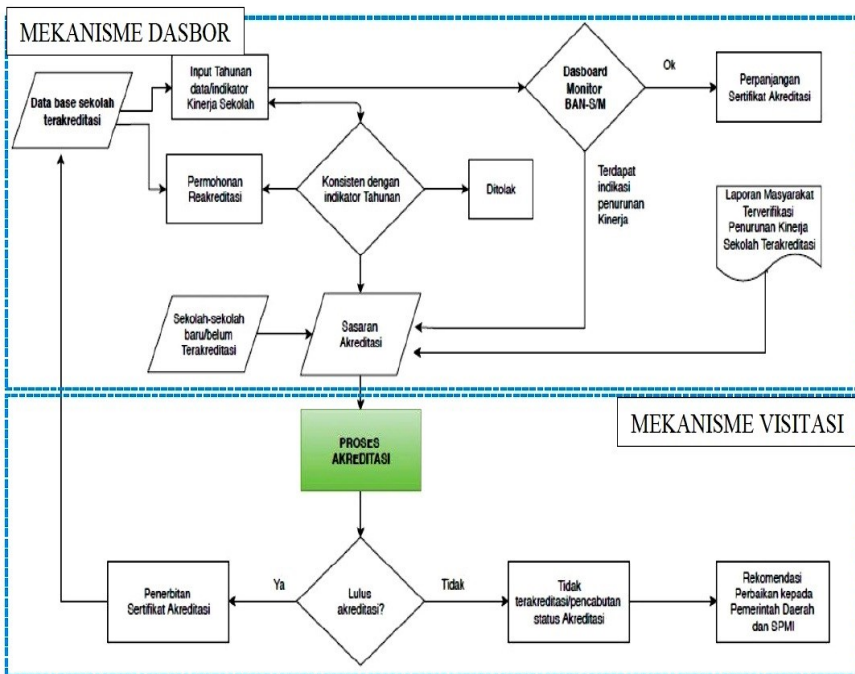 MEKANISME DASBOR
Data base sekolah
terakreditasi
Input Tahunan
data/indikator
Kinerja Sekolah
Dasboard
Monitor
BAN-S/M
Ok
Perpanjangan
Sertifikat Akreditasi
Permohonan
Reakreditasi
Konsisten dengan
indikator Tahunan
Ditolak
Terdapat
indikasi
penurunan
Kinerja
Laporan Masyarakat
Terverifikasi
Penurunan Kinerja
Sekolah Terakreditasi
Sekolah-sekolah
baru/belum
Terakreditasi
Sasaran
Akreditasi
MEKANISME VISITASI
PROSES
AKREDITASI
Penerbitan
Sertifikat Akreditasi
Ya
Lulus
akreditasi?
Tidak
Tidak
terakreditasi/pencabutan
status Akreditasi
Rekomendasi
Perbaikan kepada
Pemerintah Daerah
dan SPMI